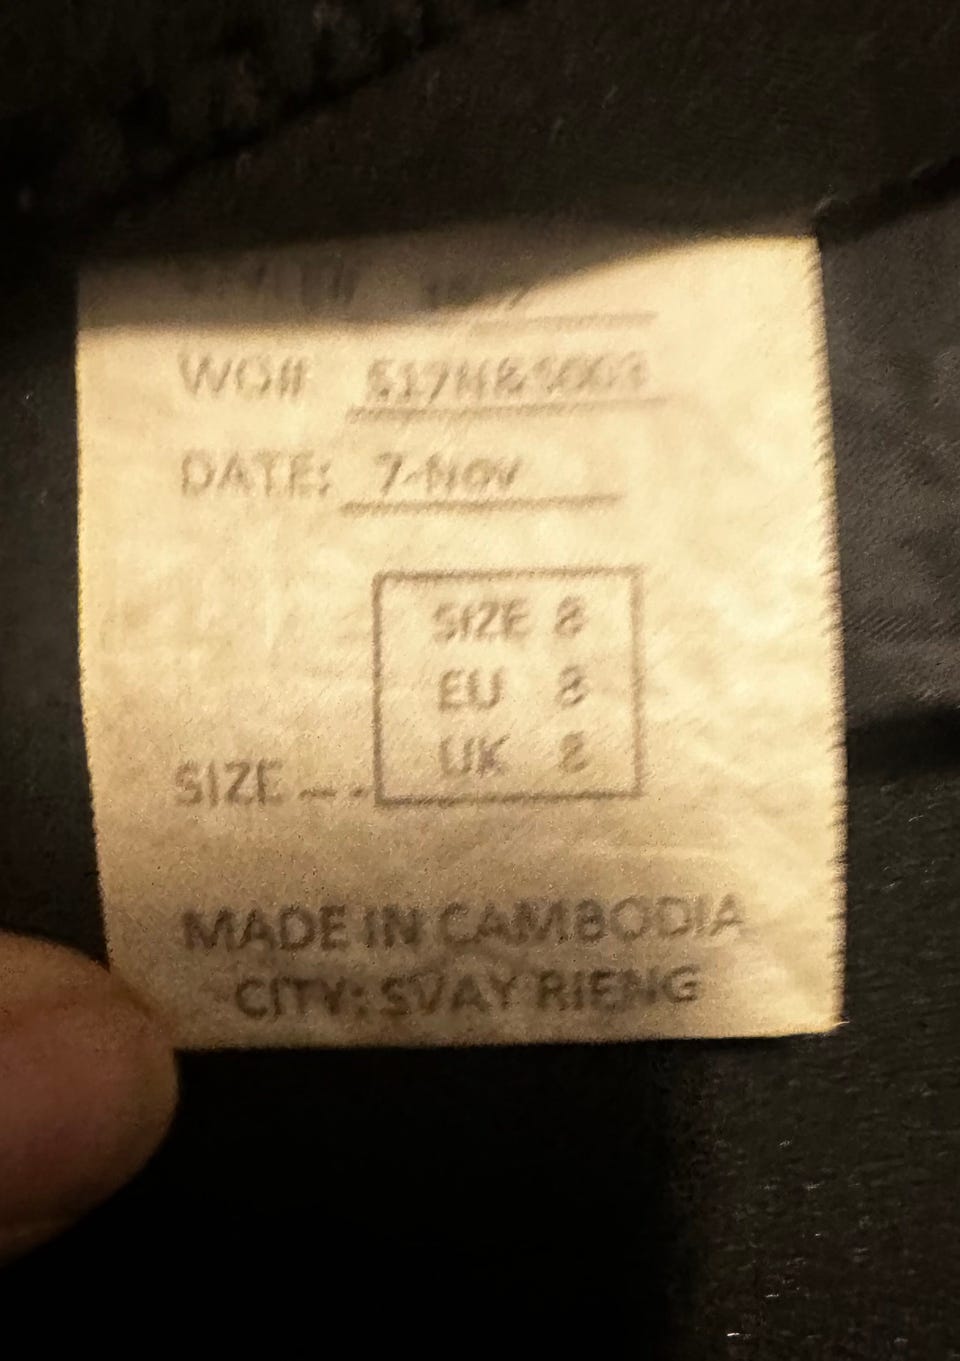 WO#
DATE: 7-Nov
SIZE 8
EU 8
UK 8
SIZE
MADE IN CAMBODIA
CITY: SVAY RIENG